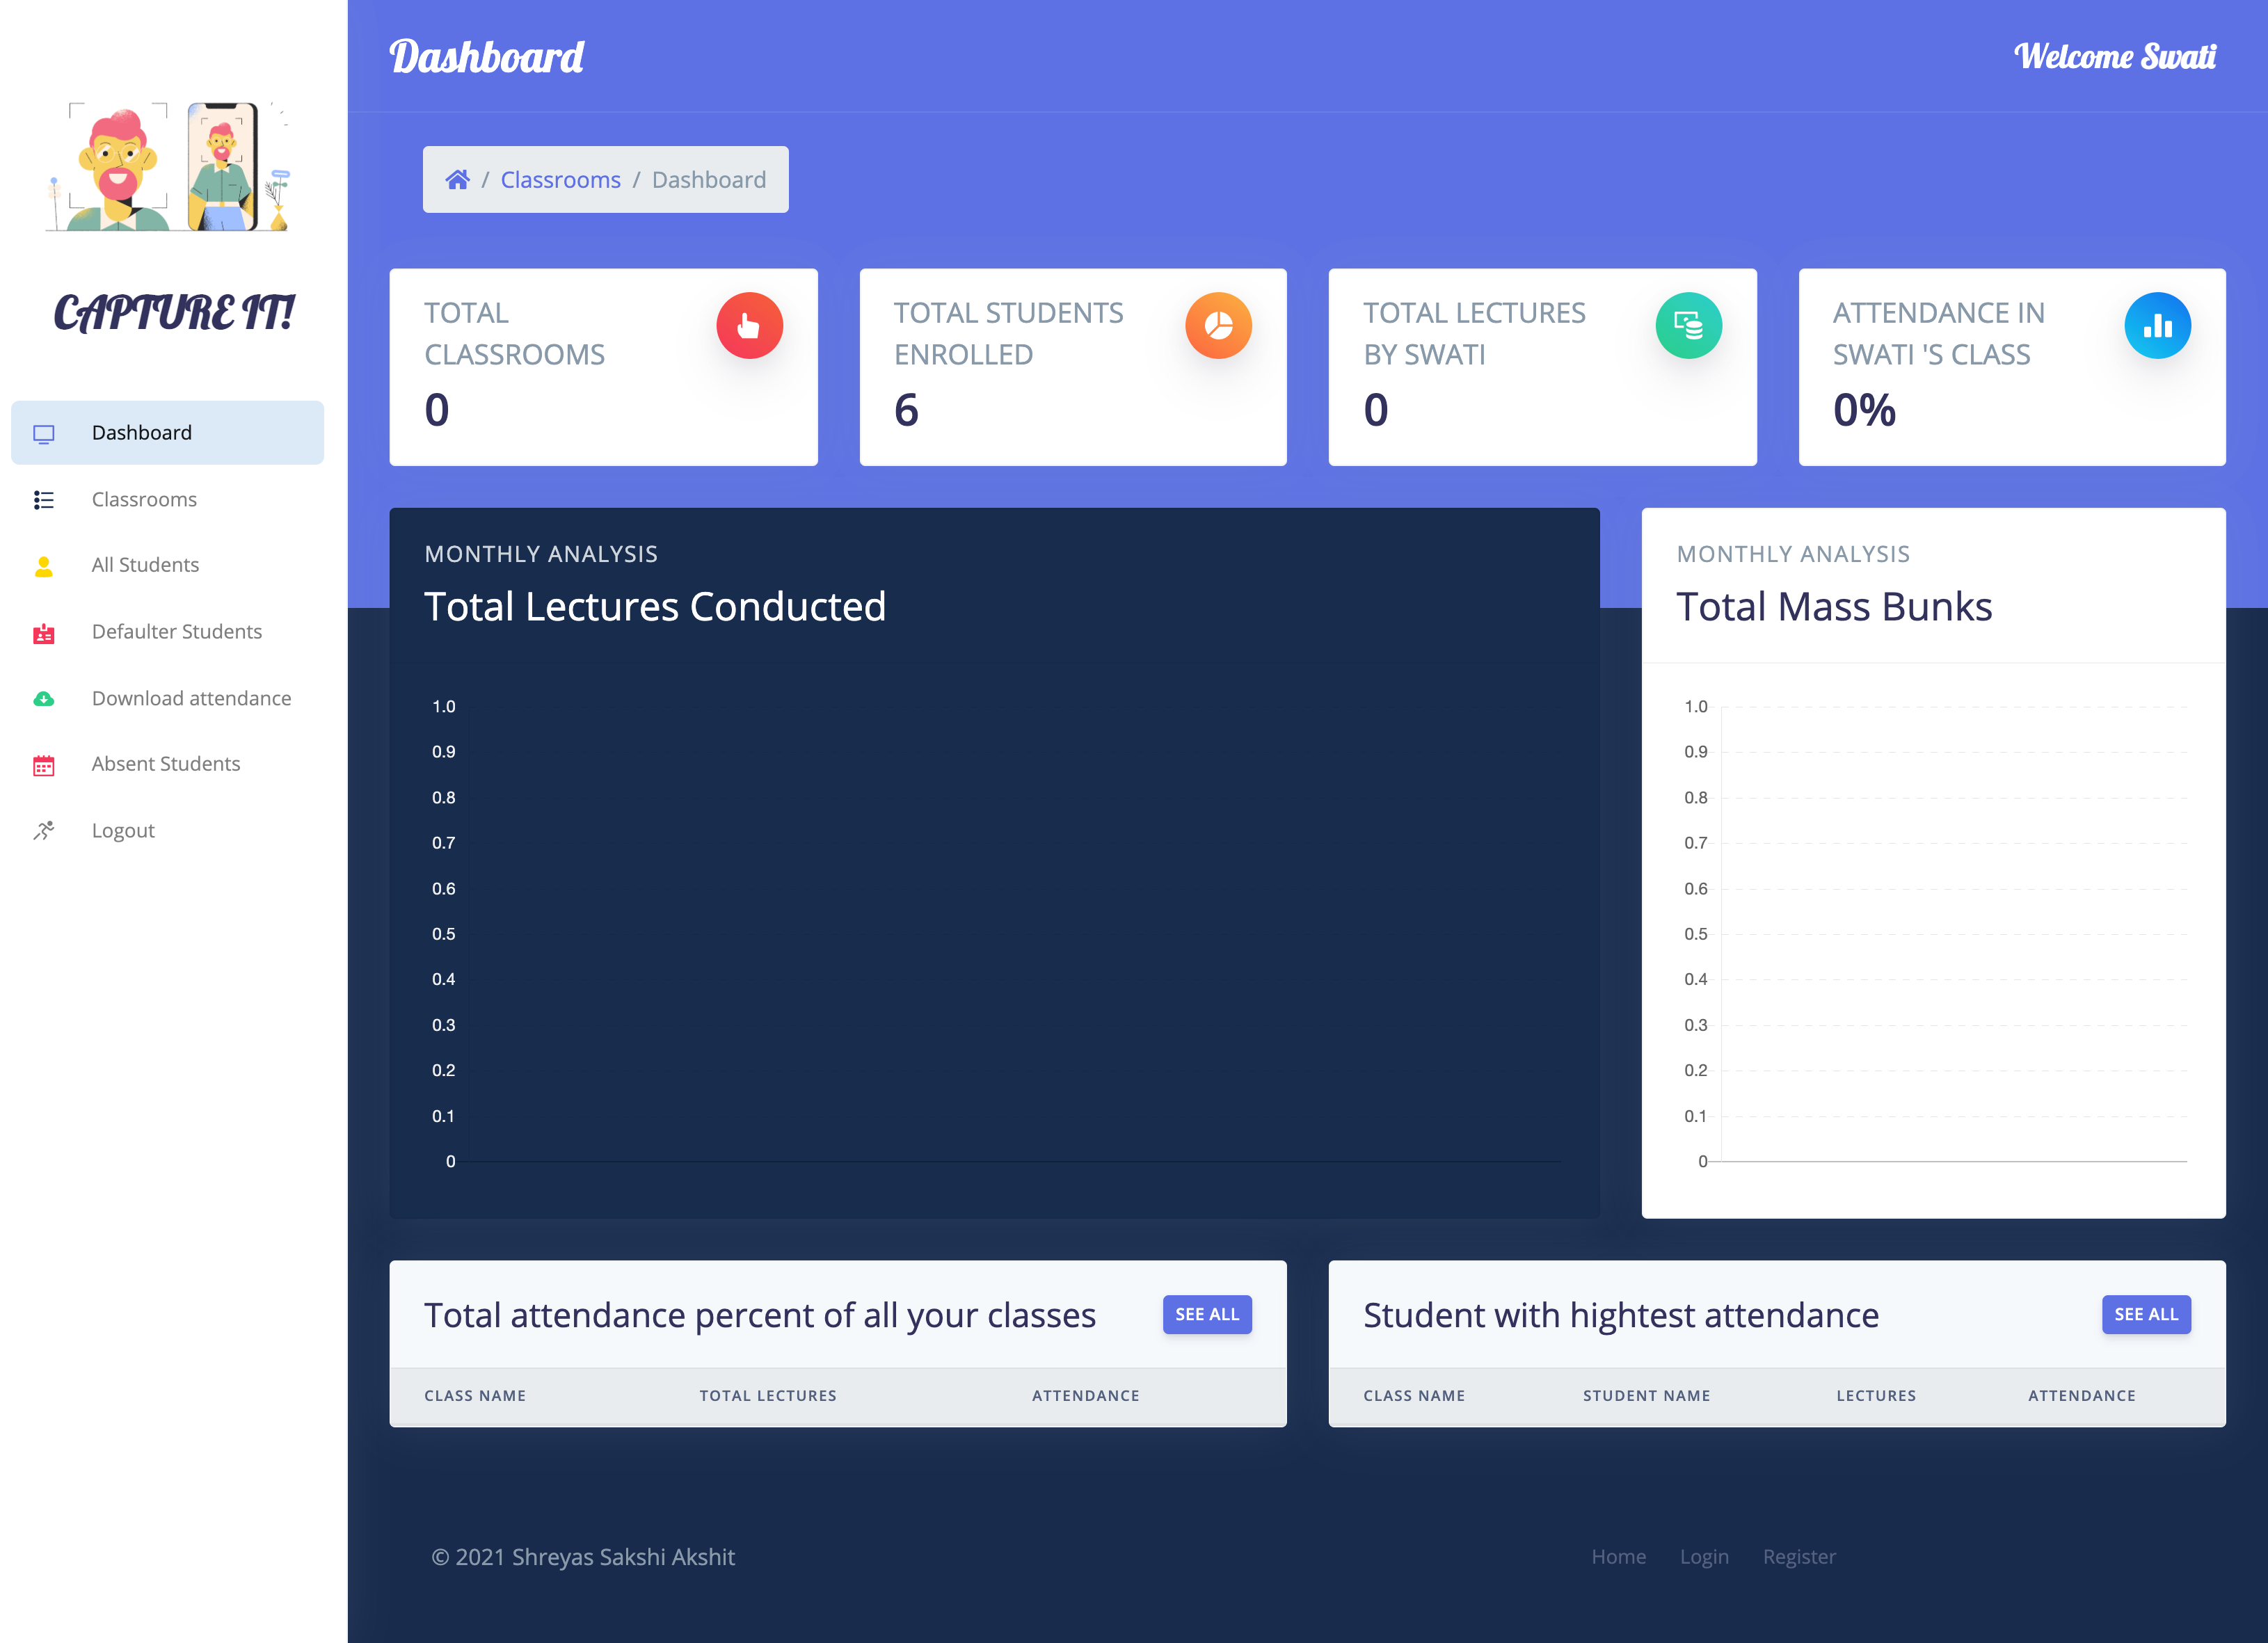 CAPTURE IT!
Dashboard
Classrooms
All Students
Defaulter Students
Download attendance
Absent Students
Logout
Dashboard
Welcome Swati
/ Classrooms / Dashboard
TOTAL
CLASSROOMS
0
TOTAL STUDENTS
ENROLLED
6
TOTAL LECTURES
BY SWATI
0
ATTENDANCE IN
SWATI 'S CLASS
0%
MONTHLY ANALYSIS
Total Lectures Conducted
1.0
0.9
0.8
0.7
0.6
0.5
0.4
0.3
0.2
0.1
0
MONTHLY ANALYSIS
Total Mass Bunks
1.0
0.9
0.8
0.7
0.6
0.5
0.4
0.3
0.2
0.1
0
Total attendance percent of all your classes
SEE ALL
CLASS NAME TOTAL LECTURES ATTENDANCE
Student with hightest attendance
SEE ALL
CLASS NAME STUDENT NAME LECTURES ATTENDANCE
© 2021 Shreyas Sakshi Akshit
Home Login Register